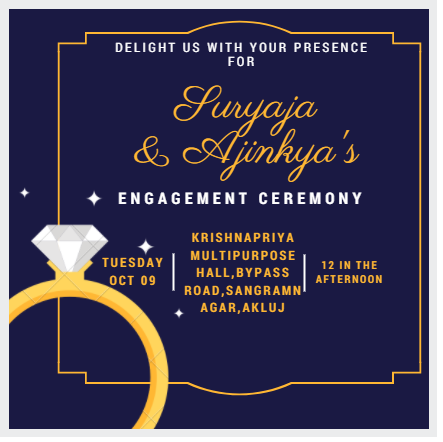 DELIGHT US WITH YOUR PRESENCE
FOR
Suryaja
& Ajinkya's
ENGAGEMENT CEREMONY
TUESDAY
OCT 09
KRISHNAPRIYA
MULTIPURPOSE
HALL,BYPASS
ROAD,SANGRAMN
AGAR,AKLUJ
12 IN THE
AFTERNOON